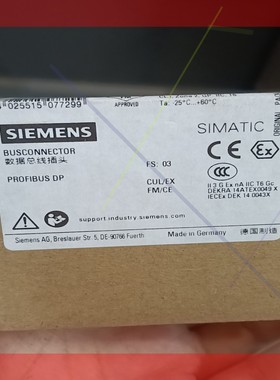 4 025515 077299
APPROVED
Ta: -25°C...+60°C
SIEMENS
SIMATIC
BUSCONNECTOR
数据总线插头
PROFIBUS DP
FS: 03
CUL/EX
FM/CE
II 3 G Ex nA IIC T6 Gc
DEKRA 14ATEX0049 X
IECEx DEK 14 0043X
support.industry.siemens.com
Siemens AG, Breslauer Str. 5, DE-90766 Fuerth
Made in Germany
德国制造